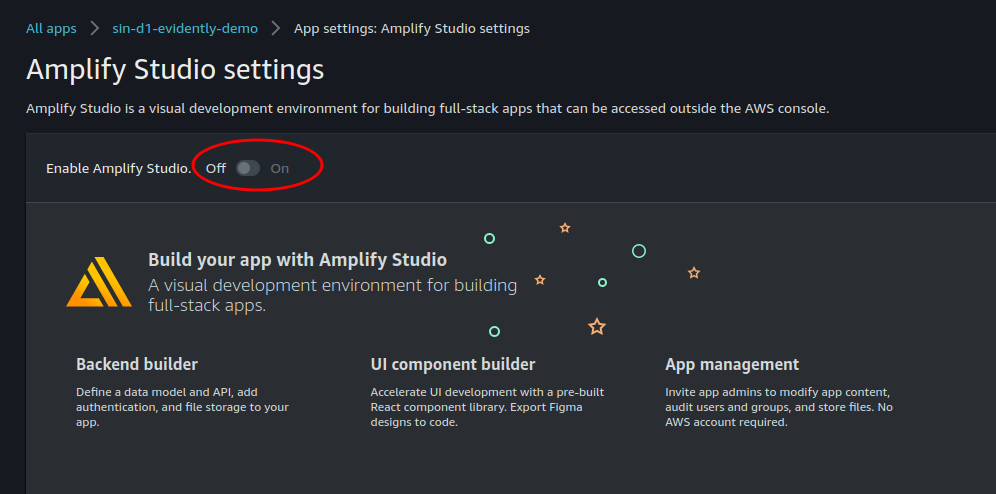 All apps > sin-d1-evidently-demo > App settings: Amplify Studio settings
Amplify Studio settings
Amplify Studio is a visual development environment for building full-stack apps that can be accessed outside the AWS console.
Enable Amplify Studio. Off On
Build your app with Amplify Studio
A visual development environment for building
full-stack apps.
Backend builder
Define a data model and API, add
authentication, and file storage to your
app.
UI component builder
Accelerate UI development with a pre-built
React component library. Export Figma
designs to code.
App management
Invite app admins to modify app content,
audit users and groups, and store files. No
AWS account required.